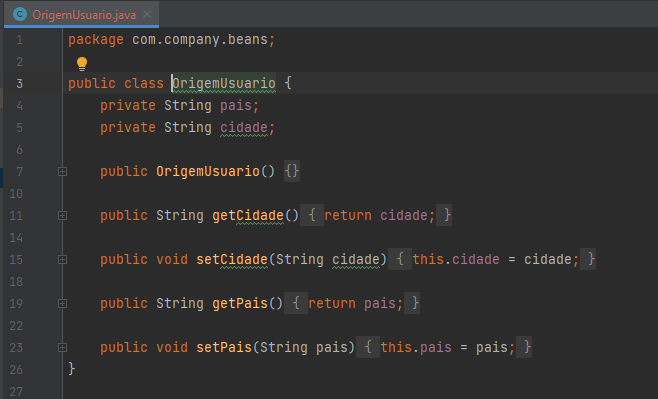 OrigemUsuario.java
1 package com.company.beans;
2
3 public class OrigemUsuario {
4 private String pais;
5 private String cidade;
6
7 public OrigemUsuario() {}
10
11 public String getCidade() { return cidade; }
14
15 public void setCidade(String cidade) { this.cidade = cidade; }
18
19 public String getPais() { return pais; }
22
23 public void setPais(String pais) { this.pais = pais; }
26 }
27